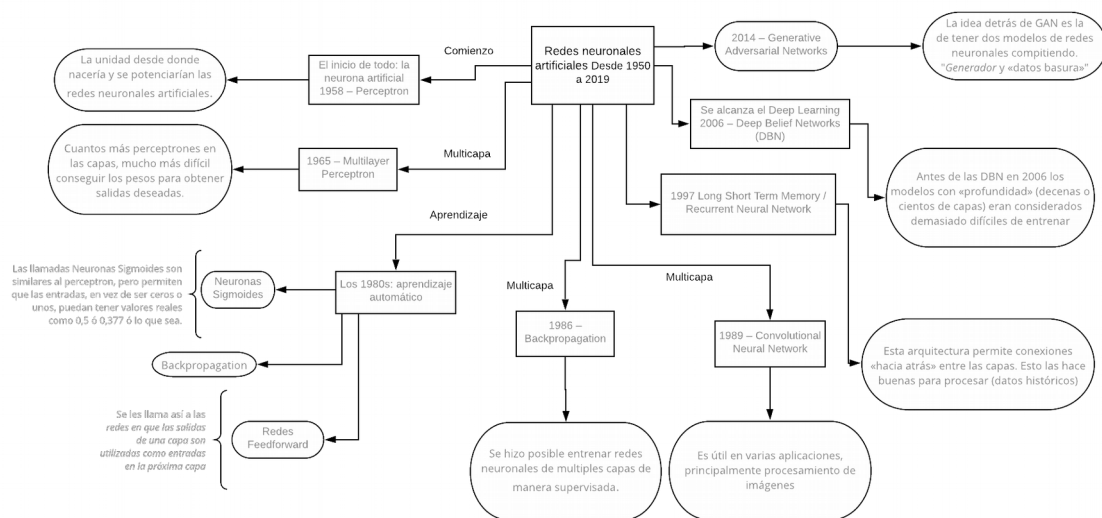 Redes neuronales
artificiales Desde 1950
a 2019
Comienzo
El inicio de todo: la
neurona artificial
1958 – Perceptron
La unidad desde donde
nacería y se potenciarían las
redes neuronales artificiales.
Multicapa
1965 – Multilayer
Perceptron
Cuantos más perceptrones en
las capas, mucho más difícil
conseguir los pesos para obtener
salidas deseadas.
Aprendizaje
Los 1980s: aprendizaje
automático
Neuronas
Sigmoides
Las llamadas Neuronas Sigmoides son
similares al perceptron, pero permiten
que las entradas, en vez de ser ceros o
unos, puedan tener valores reales
como 0,5 ó 0,377 ó lo que sea.
Backpropagation
Redes
Feedforward
Se les llama así a las
redes en que las salidas
de una capa son
utilizadas como entradas
en la próxima capa
Multicapa
1986 –
Backpropagation
Se hizo posible entrenar redes
neuronales de multiples capas de
manera supervisada.
Multicapa
1989 – Convolutional
Neural Network
Es útil en varias aplicaciones,
principalmente procesamiento de
imágenes
1997 Long Short Term Memory /
Recurrent Neural Network
Esta arquitectura permite conexiones
«hacia atrás» entre las capas. Esto las hace
buenas para procesar (datos históricos)
Se alcanza el Deep Learning
2006 – Deep Belief Networks
(DBN)
Antes de las DBN en 2006 los
modelos con «profundidad» (decenas o
cientos de capas) eran considerados
demasiado difíciles de entrenar
2014 – Generative
Adversarial Networks
La idea detrás de GAN es la
de tener dos modelos de redes
neuronales compitiendo.
"Generador y «datos basura»"